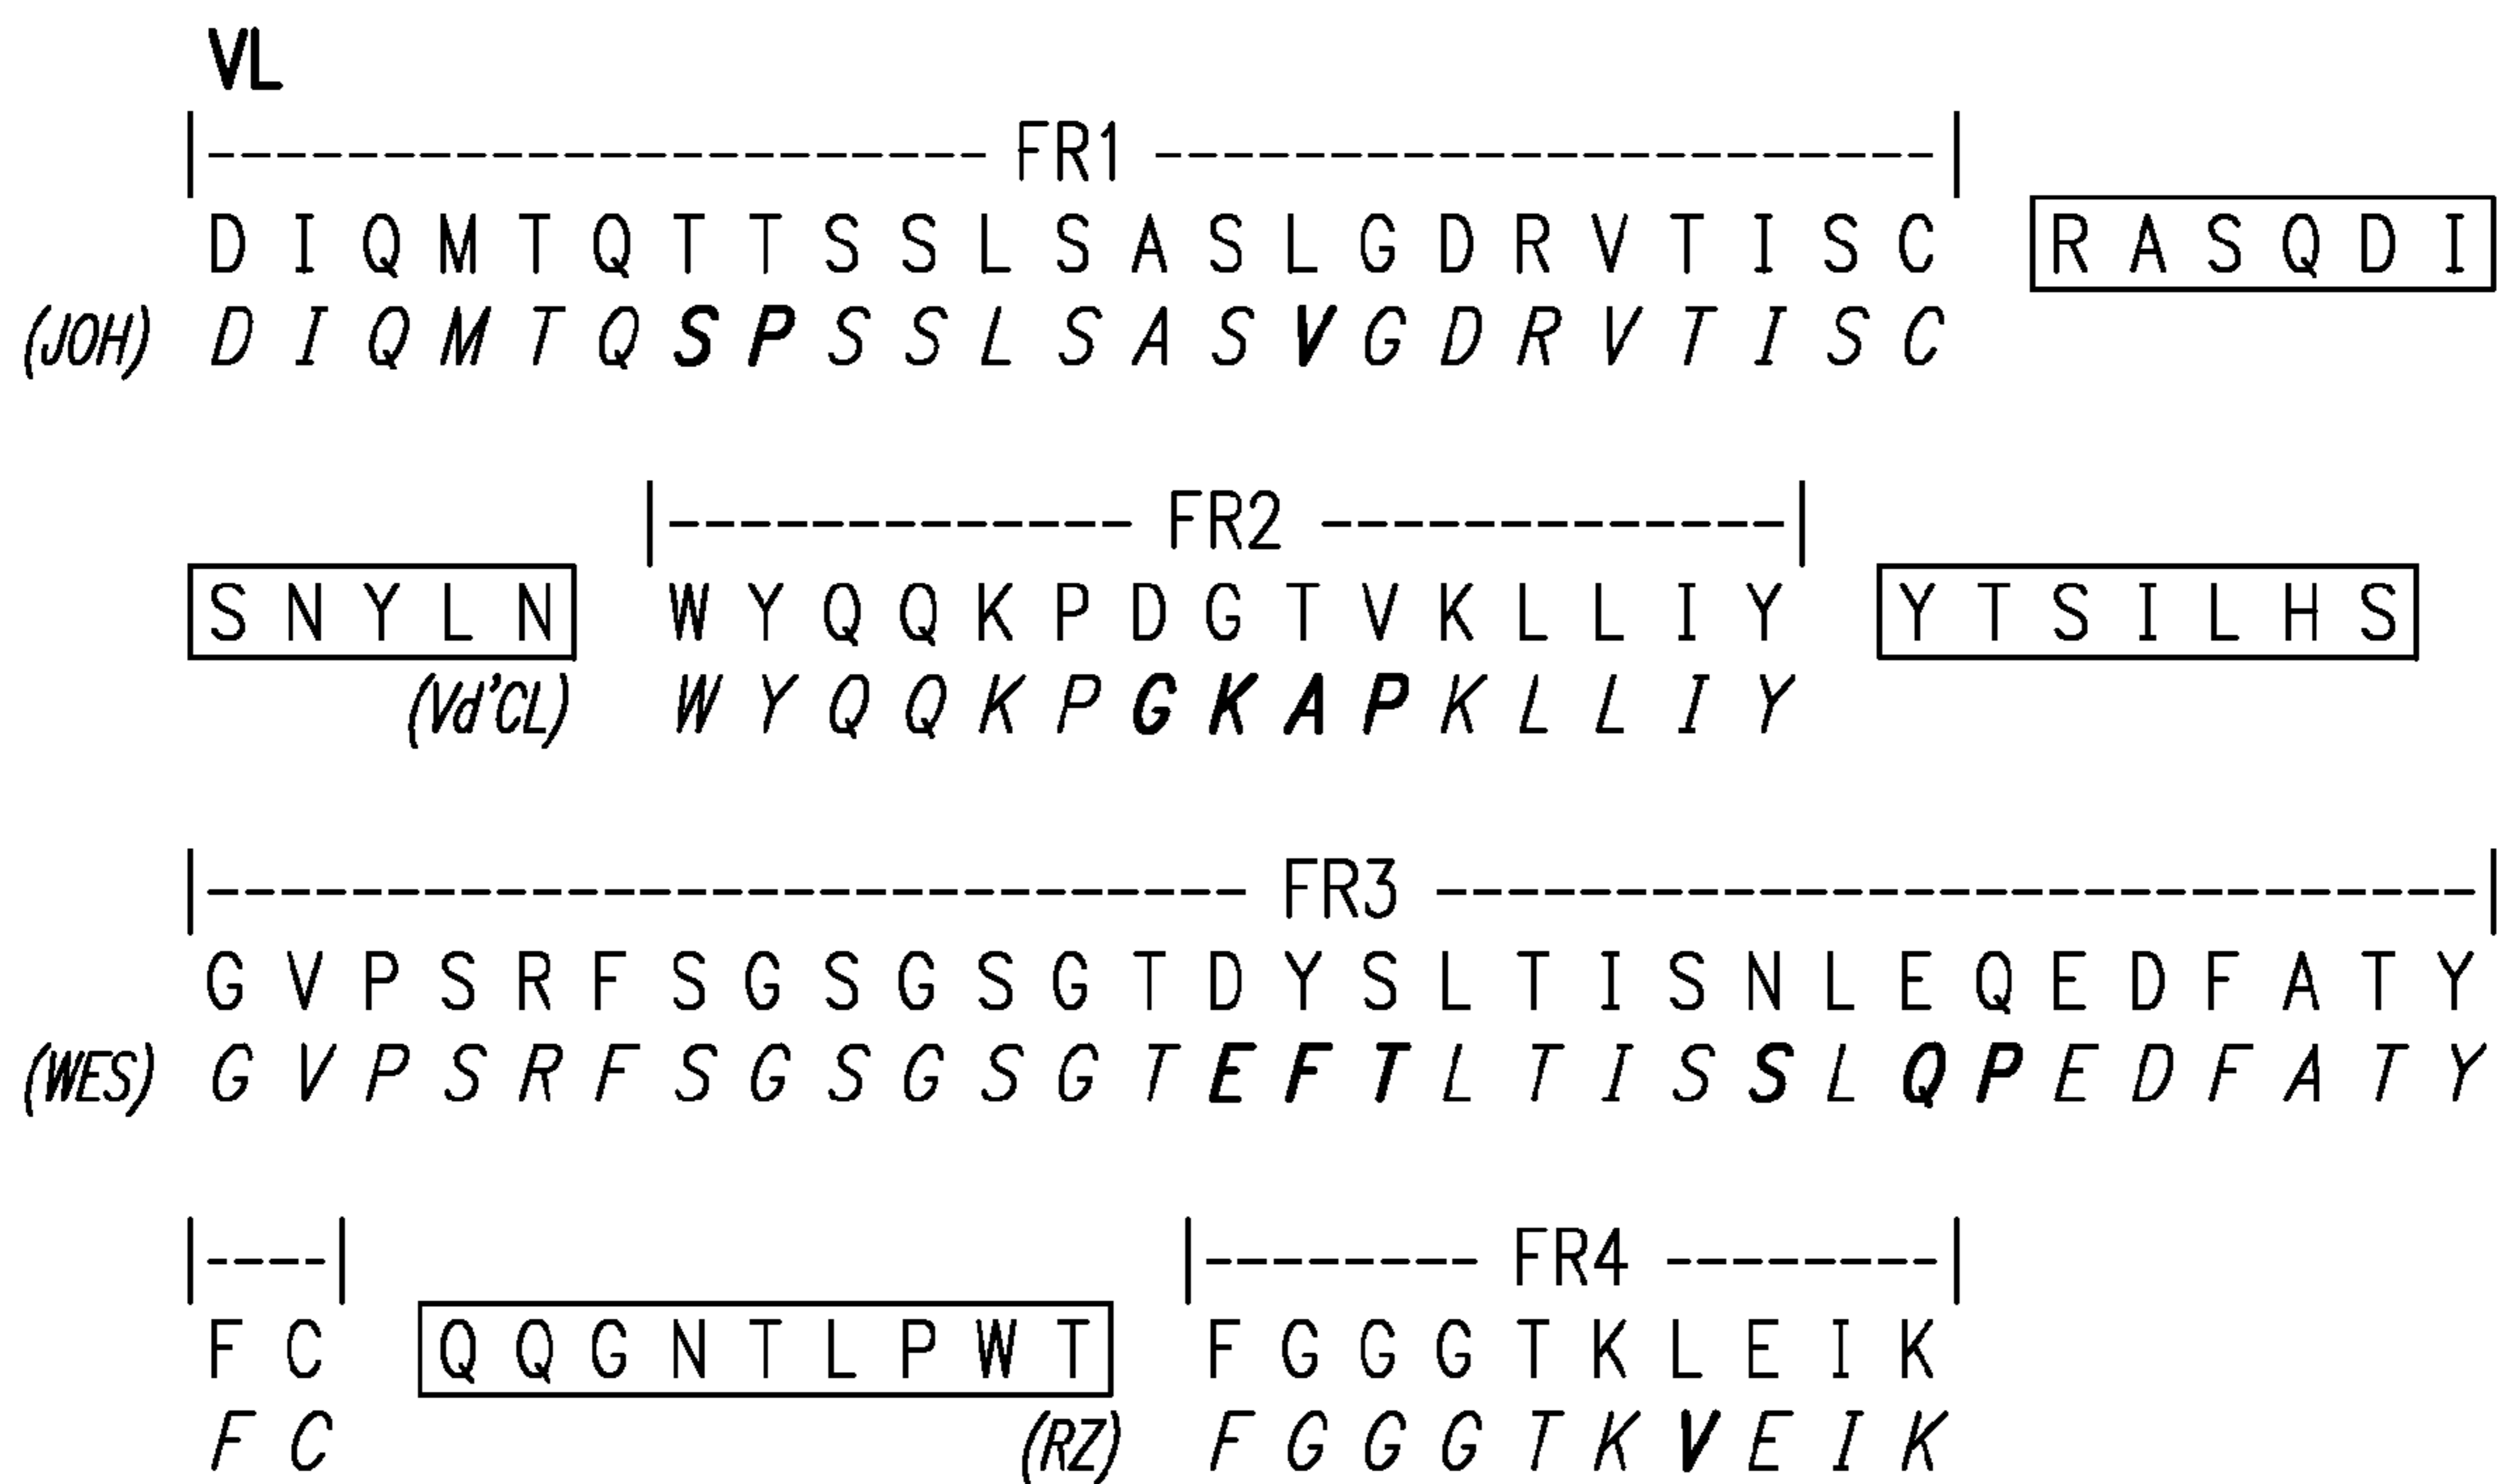 VL
|---------------------- FR1 ----------------------|
D I Q M T Q T T S S L S A S L G D R V T I S C R A S Q D I
(JOH) D I Q M T Q S P S S L S A S V G D R V T I S C
|------------- FR2 -------------|
S N Y L N W Y Q Q K P D G T V K L L I Y Y T S I L H S
(Vd'CL) W Y Q Q K P G K A P K L L I Y
|----------------------------- FR3 -----------------------------|
G V P S R F S G S G S G T D Y S L T I S N L E Q E D F A T Y
(WES) G V P S R F S G S G S G T E F T L T I S S L Q P E D F A T Y
|----| |-------- FR4 --------|
F C Q Q G N T L P W T F G G G T K L E I K
F C (RZ) F G G G T K V E I K